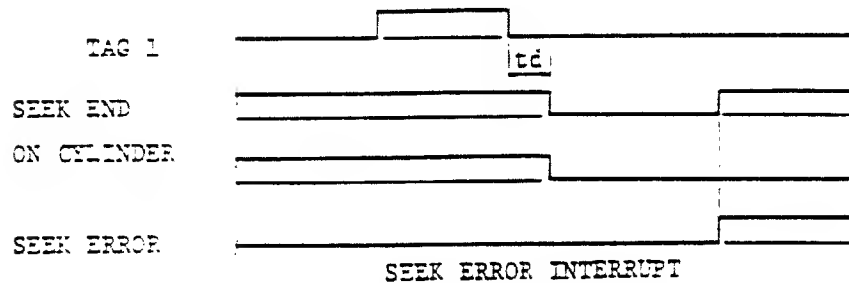 TAG 1
td
SEEK END
ON CYLINDER
SEEK ERROR
SEEK ERROR INTERRUPT